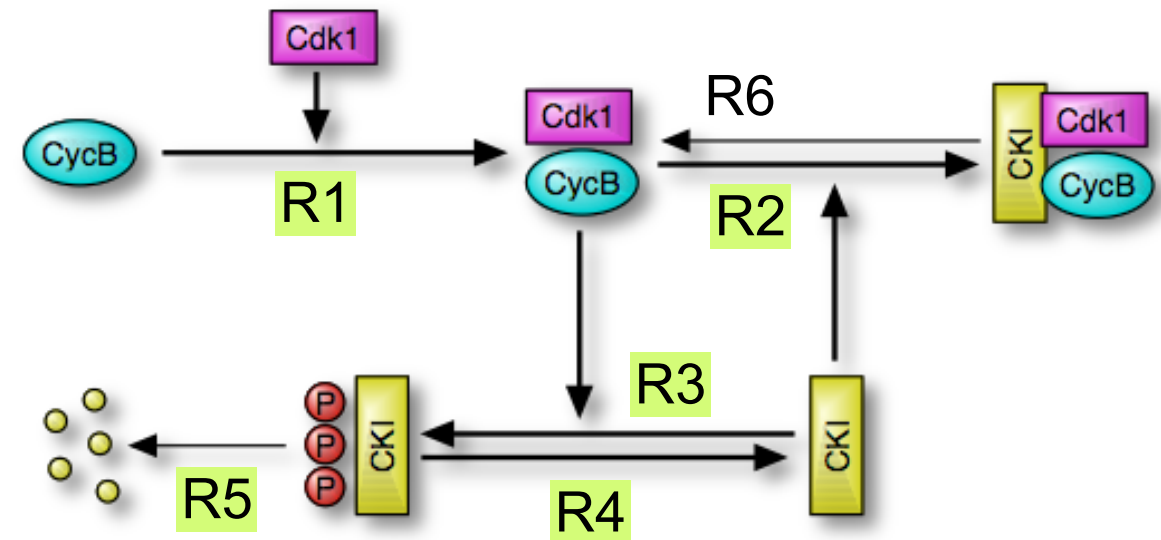 Cdk1
CycB
R1
Cdk1
CycB
R6
R2
CKI
Cdk1
CycB
R3
R4
R5
P
P
P
CKI
CKI